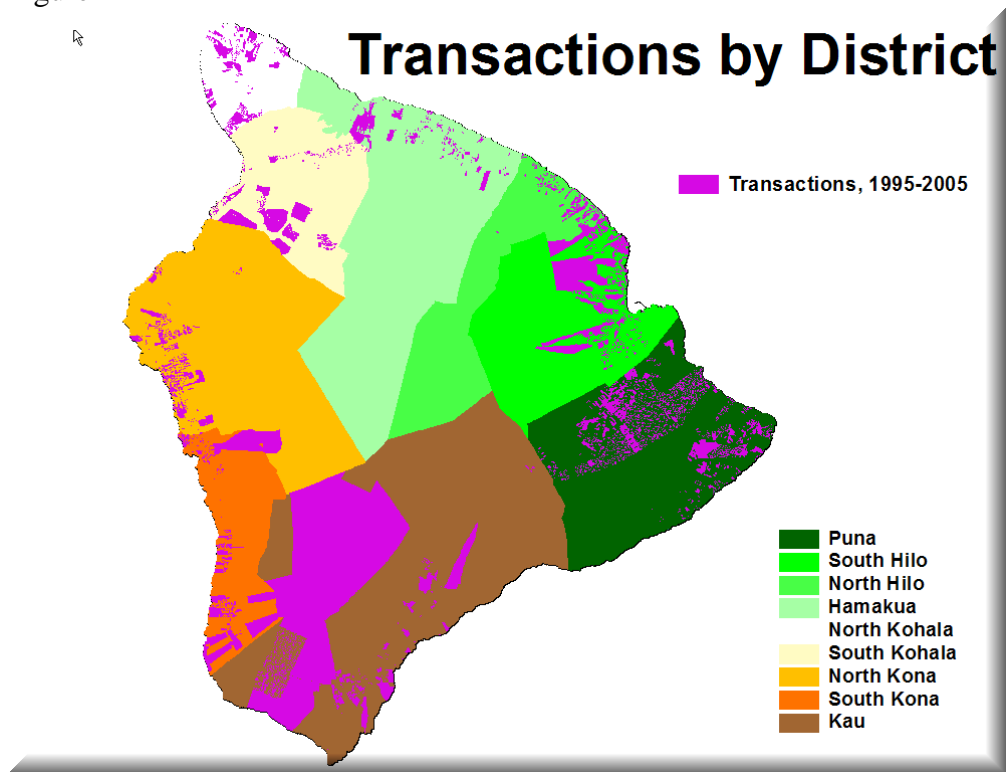 Transactions by District
Transactions, 1995-2005
Puna
South Hilo
North Hilo
Hamakua
North Kohala
South Kohala
North Kona
South Kona
Kau